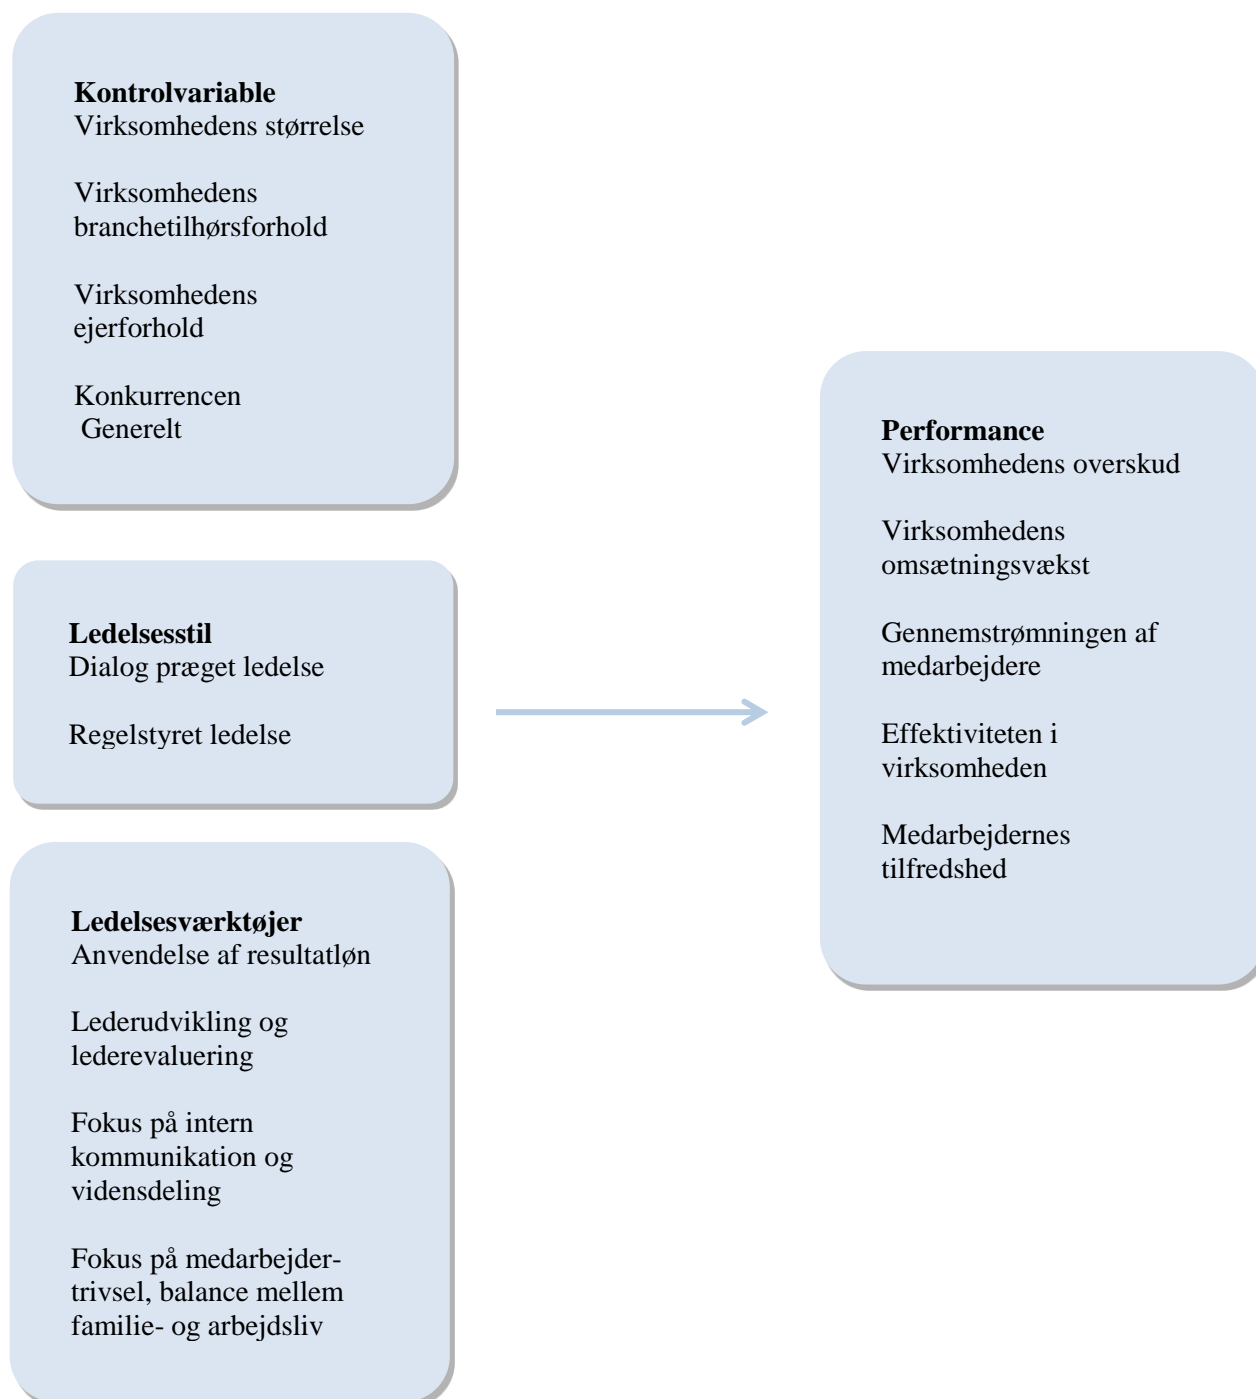 Kontrolvariable
Virksomhedens størrelse
Virksomhedens
branchetilhørsforhold
Virksomhedens
ejerforhold
Konkurrencen
Generelt
Ledelsesstil
Dialog præget ledelse
Regelstyret ledelse
Ledelsesværktøjer
Anvendelse af resultatløn
Lederudvikling og
lederevaluering
Fokus på intern
kommunikation og
vidensdeling
Fokus på medarbejder-
trivsel, balance mellem
familie- og arbejdsliv
Performance
Virksomhedens overskud
Virksomhedens
omsætningsvækst
Gennemstrømningen af
medarbejdere
Effektiviteten i
virksomheden
Medarbejdernes
tilfredshed